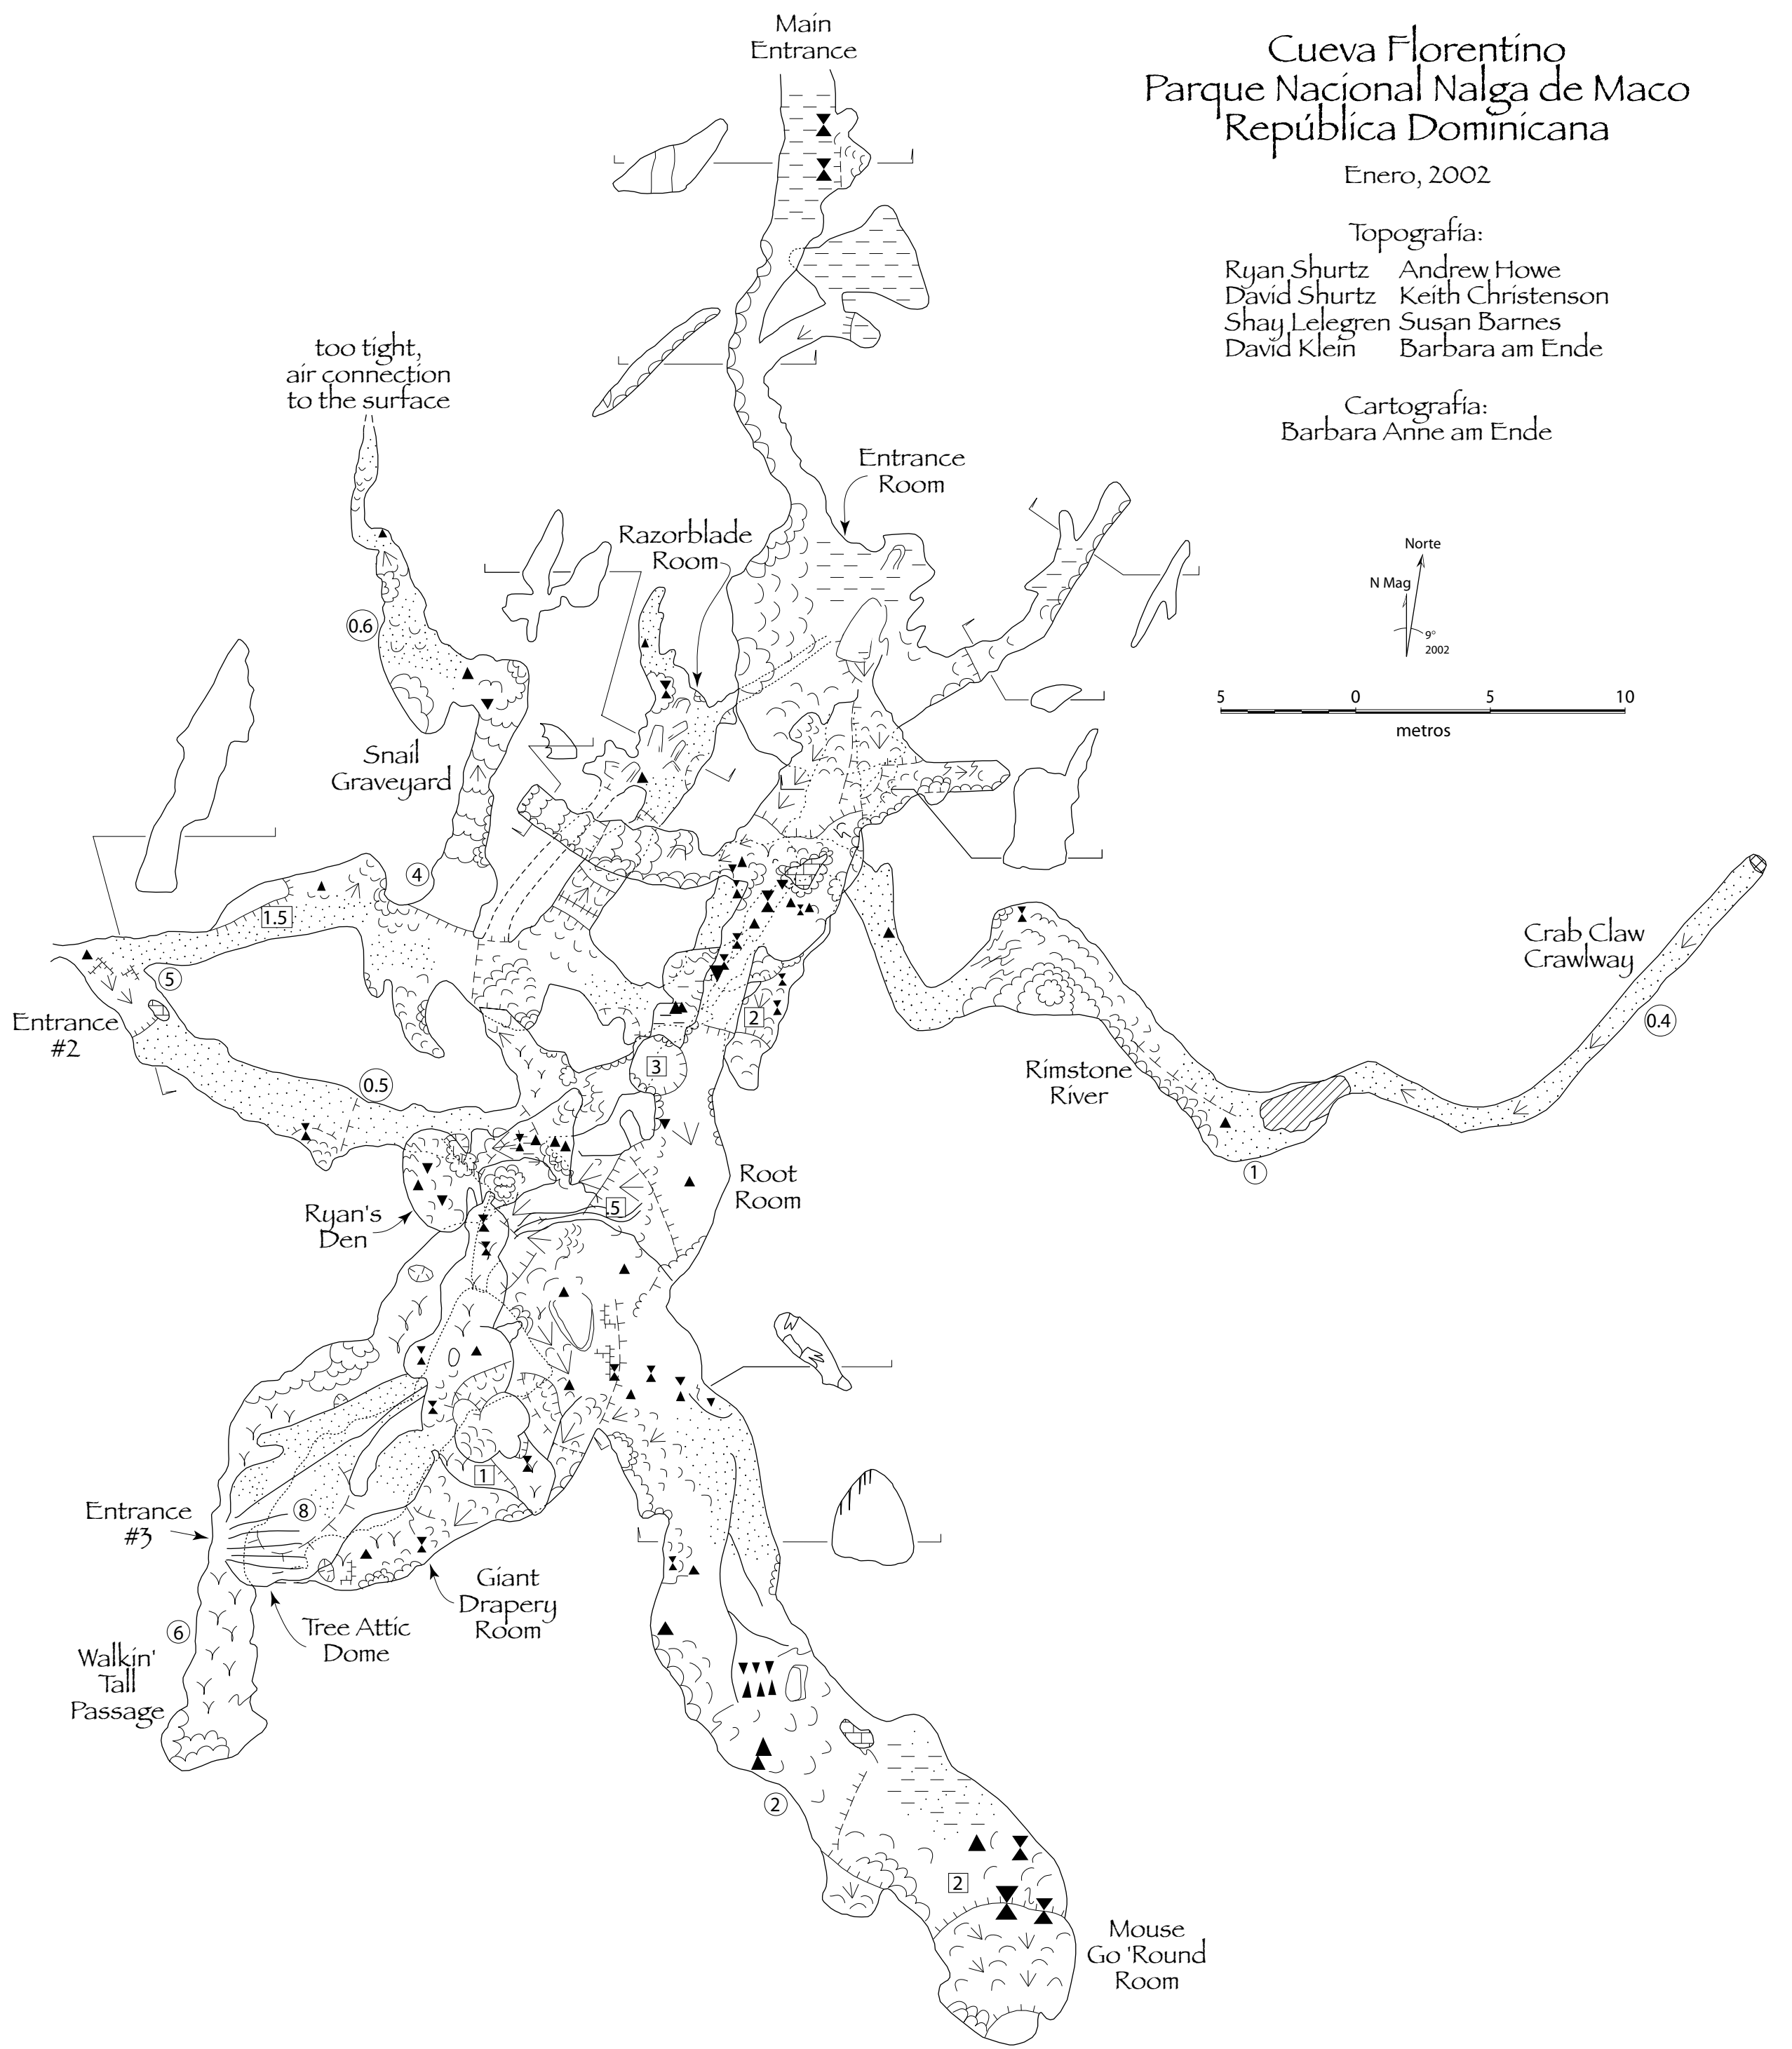 Main
Entrance
Cueva Florentino
Parque Nacional Nalga de Maco
República Dominicana
Enero, 2002
Topografía:
Ryan Shurtz Andrew Howe
David Shurtz Keith Christenson
Shay Lelegren Susan Barnes
David Klein Barbara am Ende
Cartografía:
Barbara Anne am Ende
too tight,
air connection
to the surface
Entrance
Room
Razorblade
Room
Norte
N Mag
9°
2002
5 0 5 10
metros
0.6
Snail
Graveyard
4
1.5
5
Entrance
#2
0.5
2
3
Crab Claw
Crawlway
0.4
Rimstone
River
1
Root
Room
.5
Ryan's
Den
1
8
Entrance
#3
Giant
Drapery
Room
Tree Attic
Dome
6
Walkin'
Tall
Passage
2
2
Mouse
Go 'Round
Room